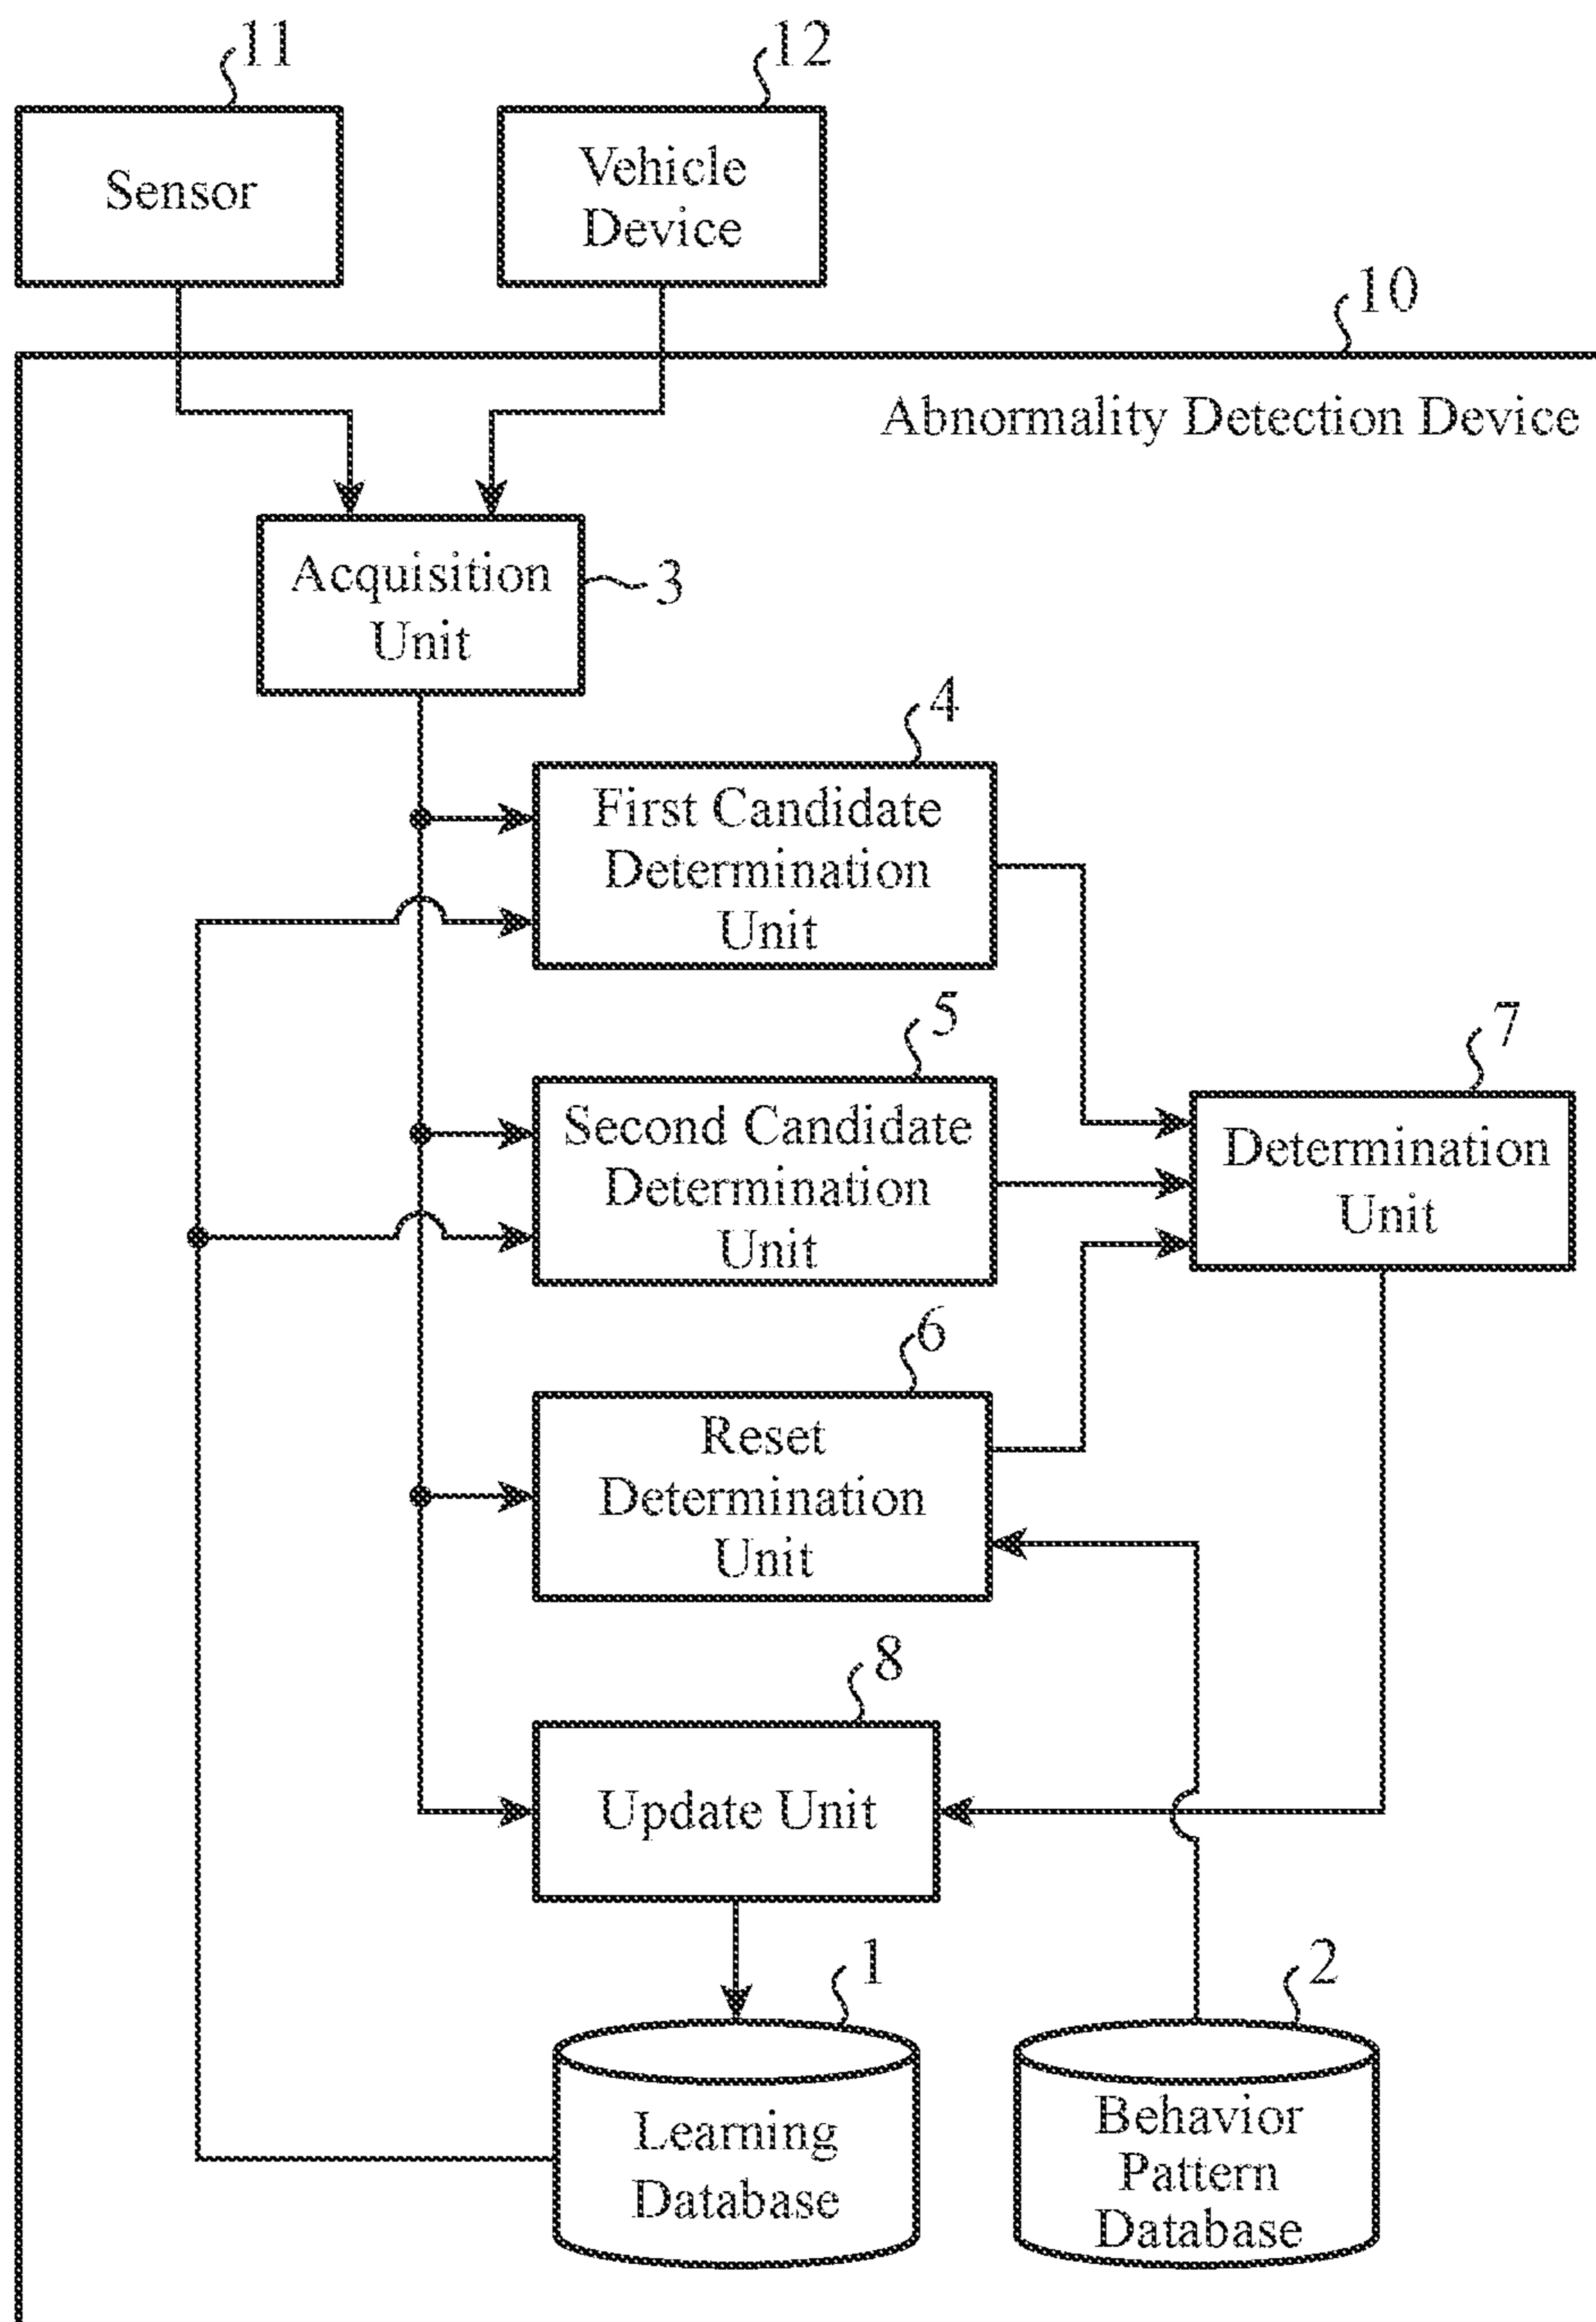 11
12
Sensor
Vehicle
Device
10
Abnormality Detection Device
Acquisition
Unit
3
4
First Candidate
Determination
Unit
5
Second Candidate
Determination
Unit
7
Determination
Unit
6
Reset
Determination
Unit
8
Update Unit
1
Learning
Database
2
Behavior
Pattern
Database